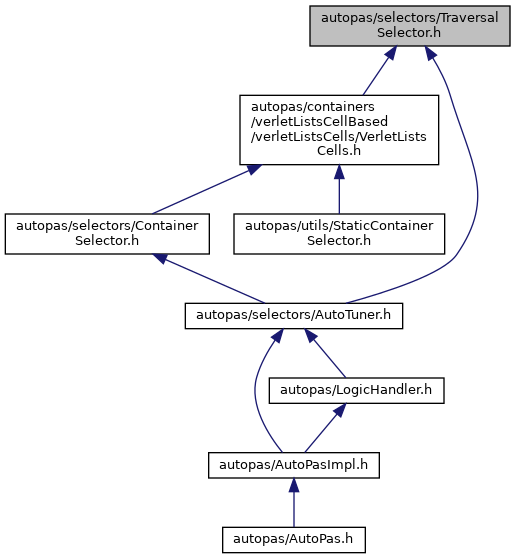 autopas/selectors/Traversal
Selector.h
autopas/containers
/verletListsCellBased
/verletListsCells/VerletLists
Cells.h
autopas/selectors/Container
Selector.h
autopas/utils/StaticContainer
Selector.h
autopas/selectors/AutoTuner.h
autopas/LogicHandler.h
autopas/AutoPasImpl.h
autopas/AutoPas.h